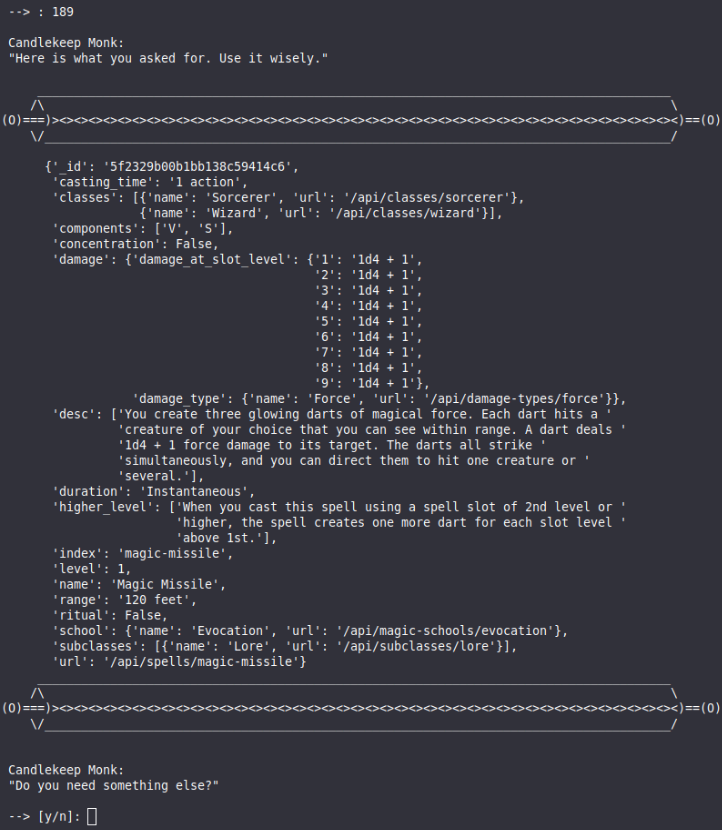 --> : 189
Candlekeep Monk:
"Here is what you asked for. Use it wisely."
_______________________________________________________________________________________
/\ \
(O)===)><><><><><><><><><><><><><><><><><><><><><><><><><><><><><><><><><><><><><><><><><><><)==(O)
\/______________________________________________________________________________________/
{'_id': '5f2329b00b1bb138c59414c6',
'casting_time': '1 action',
'classes': [{'name': 'Sorcerer', 'url': '/api/classes/sorcerer'},
{'name': 'Wizard', 'url': '/api/classes/wizard'}],
'components': ['V', 'S'],
'concentration': False,
'damage': {'damage_at_slot_level': {'1': '1d4 + 1',
'2': '1d4 + 1',
'3': '1d4 + 1',
'4': '1d4 + 1',
'5': '1d4 + 1',
'6': '1d4 + 1',
'7': '1d4 + 1',
'8': '1d4 + 1',
'9': '1d4 + 1'},
'damage_type': {'name': 'Force', 'url': '/api/damage-types/force'}},
'desc': ['You create three glowing darts of magical force. Each dart hits a '
'creature of your choice that you can see within range. A dart deals '
'1d4 + 1 force damage to its target. The darts all strike '
'simultaneously, and you can direct them to hit one creature or '
'several.'],
'duration': 'Instantaneous',
'higher_level': ['When you cast this spell using a spell slot of 2nd level or '
'higher, the spell creates one more dart for each slot level '
'above 1st.'],
'index': 'magic-missile',
'level': 1,
'name': 'Magic Missile',
'range': '120 feet',
'ritual': False,
'school': {'name': 'Evocation', 'url': '/api/magic-schools/evocation'},
'subclasses': [{'name': 'Lore', 'url': '/api/subclasses/lore'}],
'url': '/api/spells/magic-missile'}
_______________________________________________________________________________________
/\ \
(O)===)><><><><><><><><><><><><><><><><><><><><><><><><><><><><><><><><><><><><><><><><><><><)==(O)
\/______________________________________________________________________________________/
Candlekeep Monk:
"Do you need something else?"
--> [y/n]: